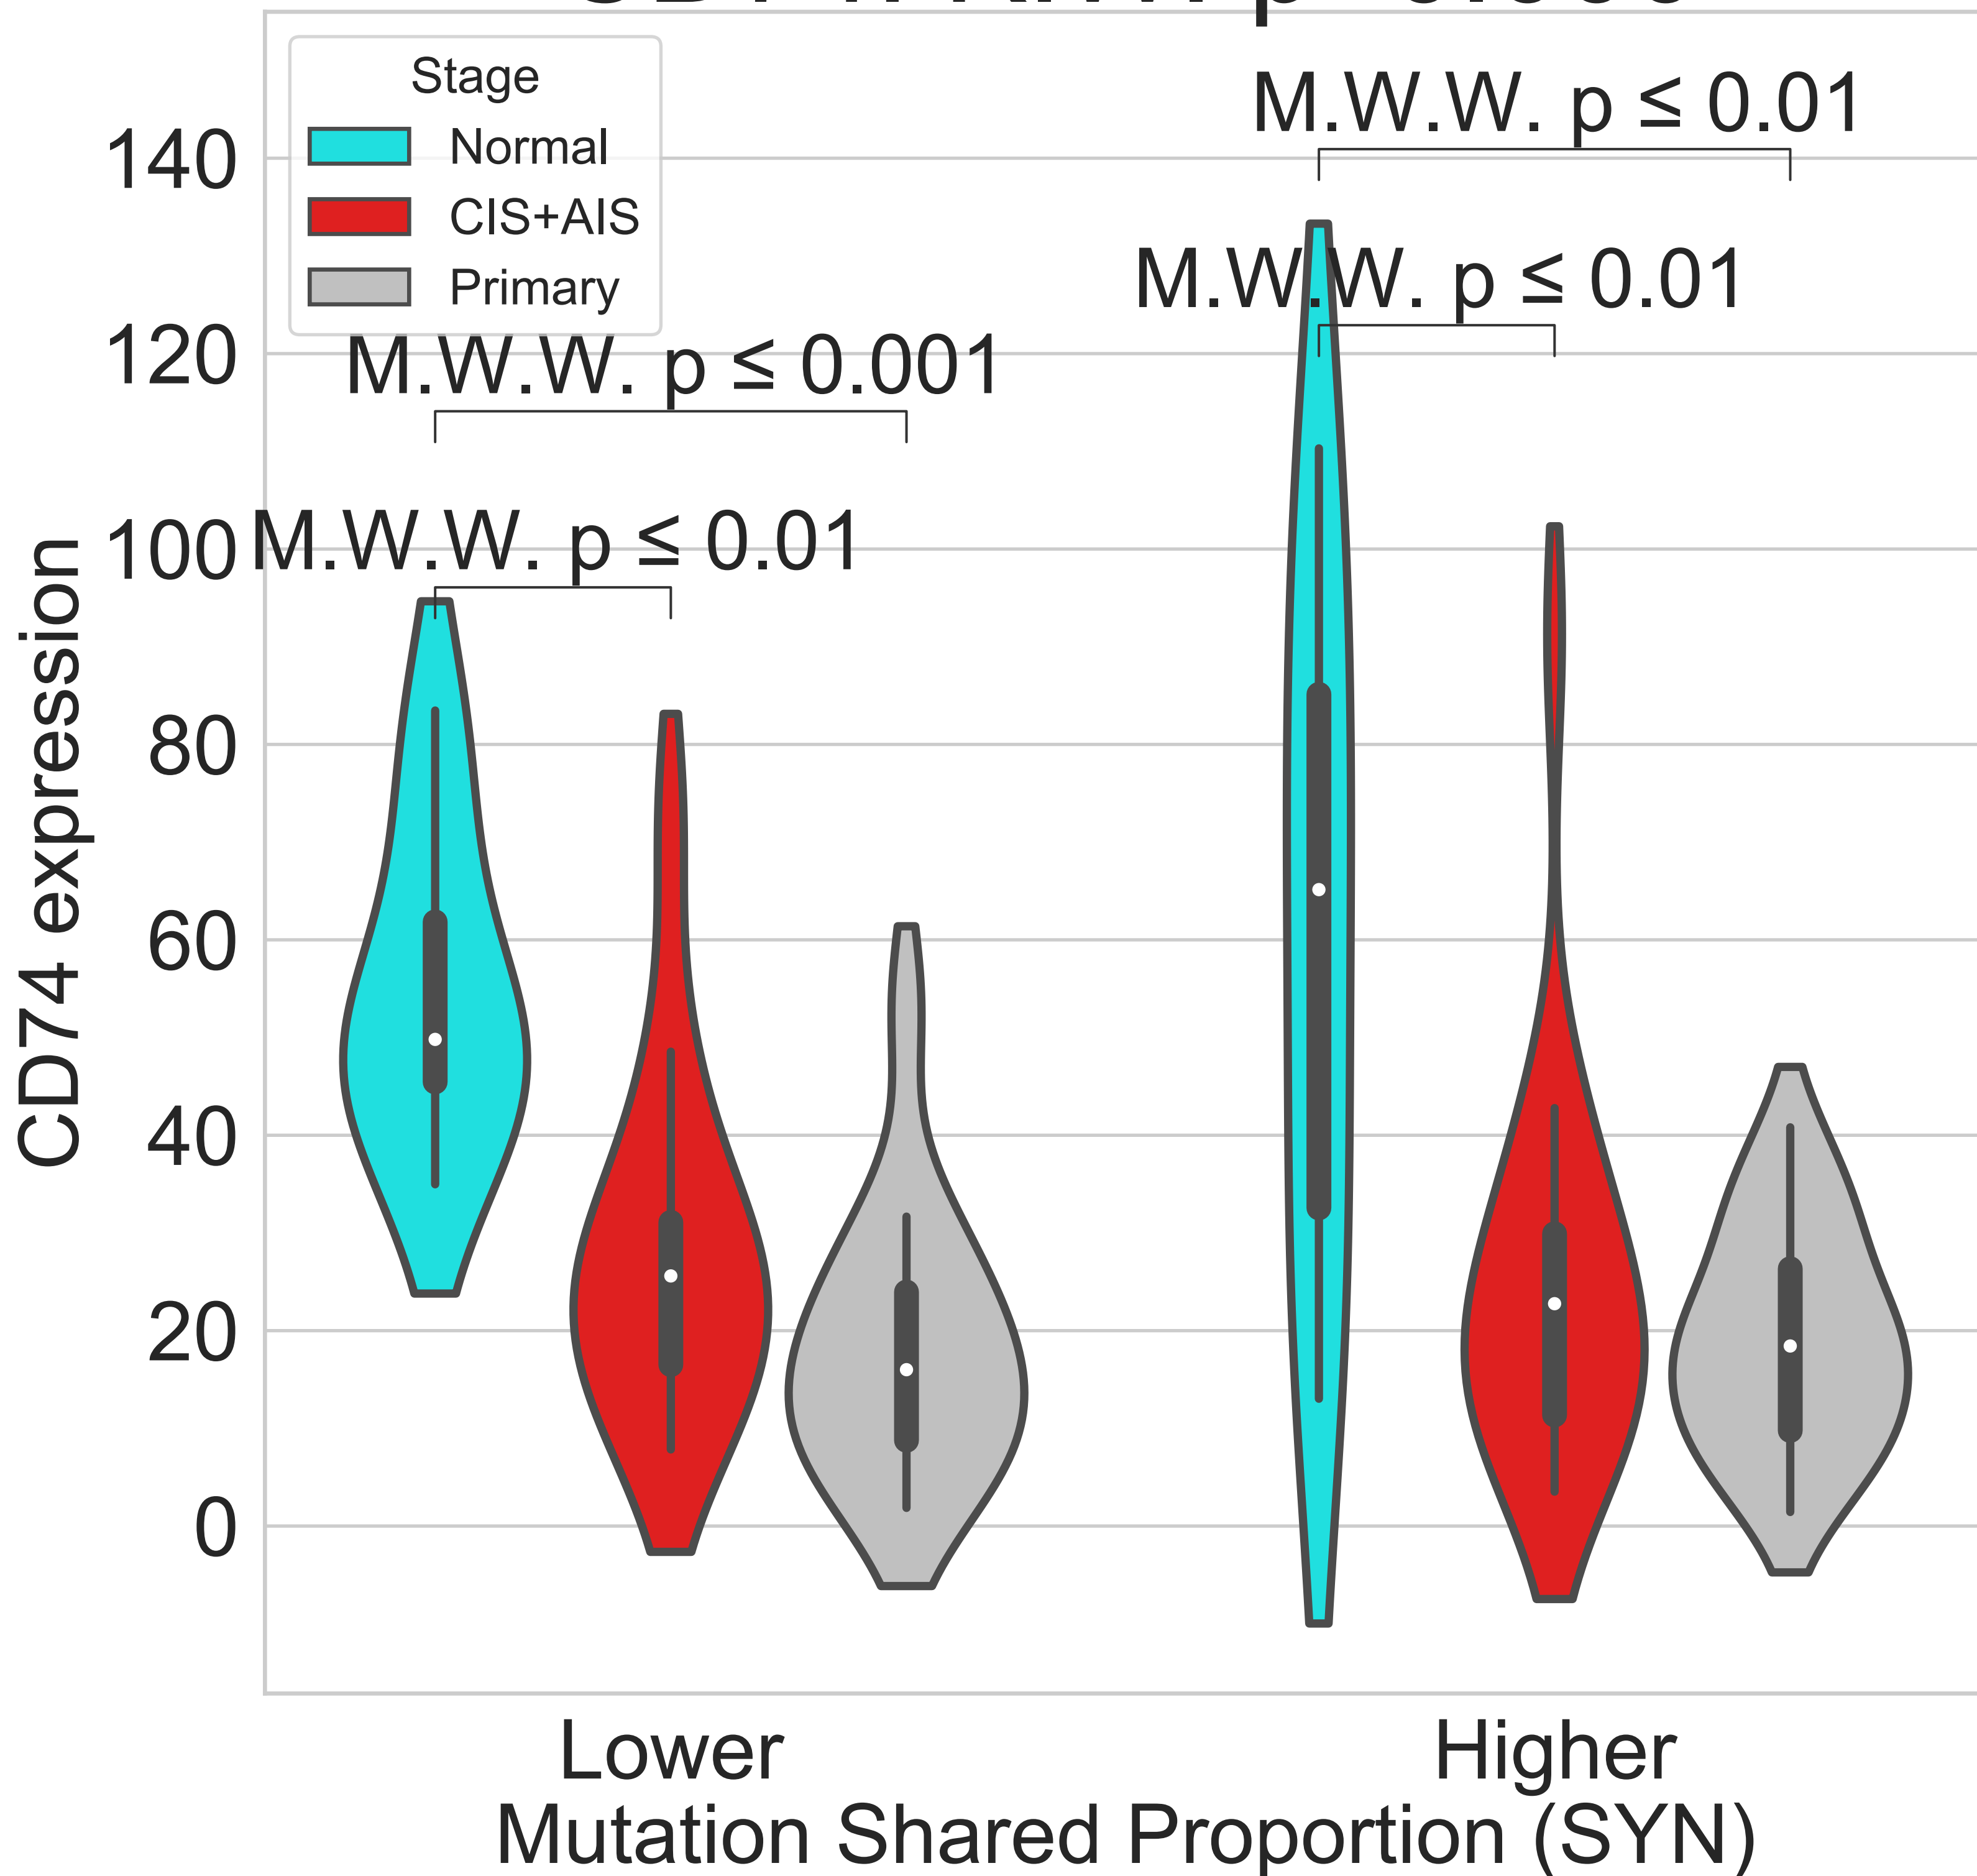 Stage
Normal
CIS+AIS
Primary
M.W.W. p ≤ 0.01
M.W.W. p ≤ 0.01
M.W.W. p ≤ 0.001
M.W.W. p ≤ 0.01
140
120
100
80
60
40
20
0
CD74 expression
Lower
Higher
Mutation Shared Proportion (SYN)